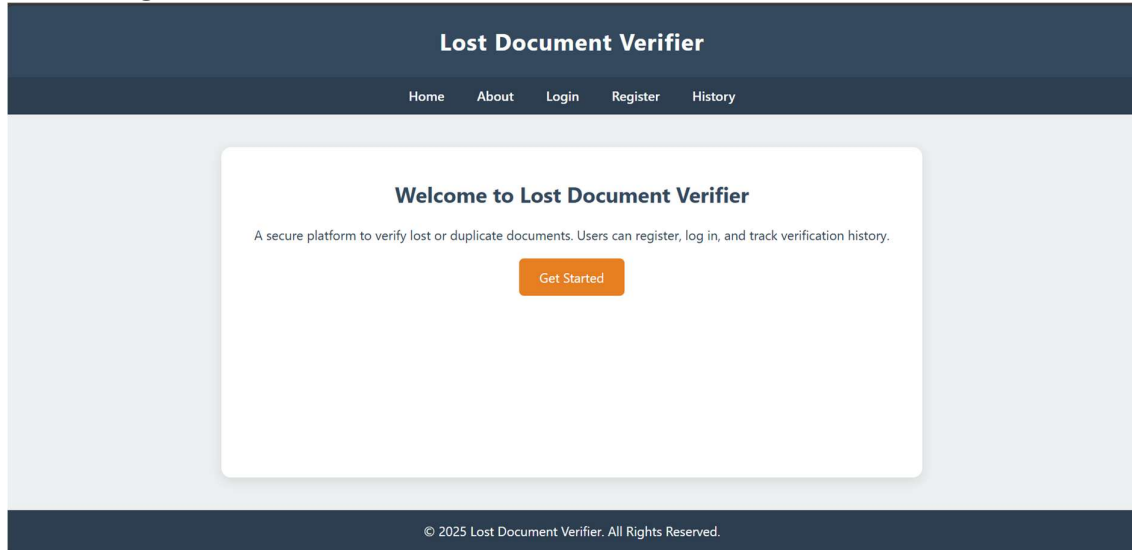 Lost Document Verifier
Home About Login Register History
Welcome to Lost Document Verifier
A secure platform to verify lost or duplicate documents. Users can register, log in, and track verification history.
Get Started
© 2025 Lost Document Verifier. All Rights Reserved.